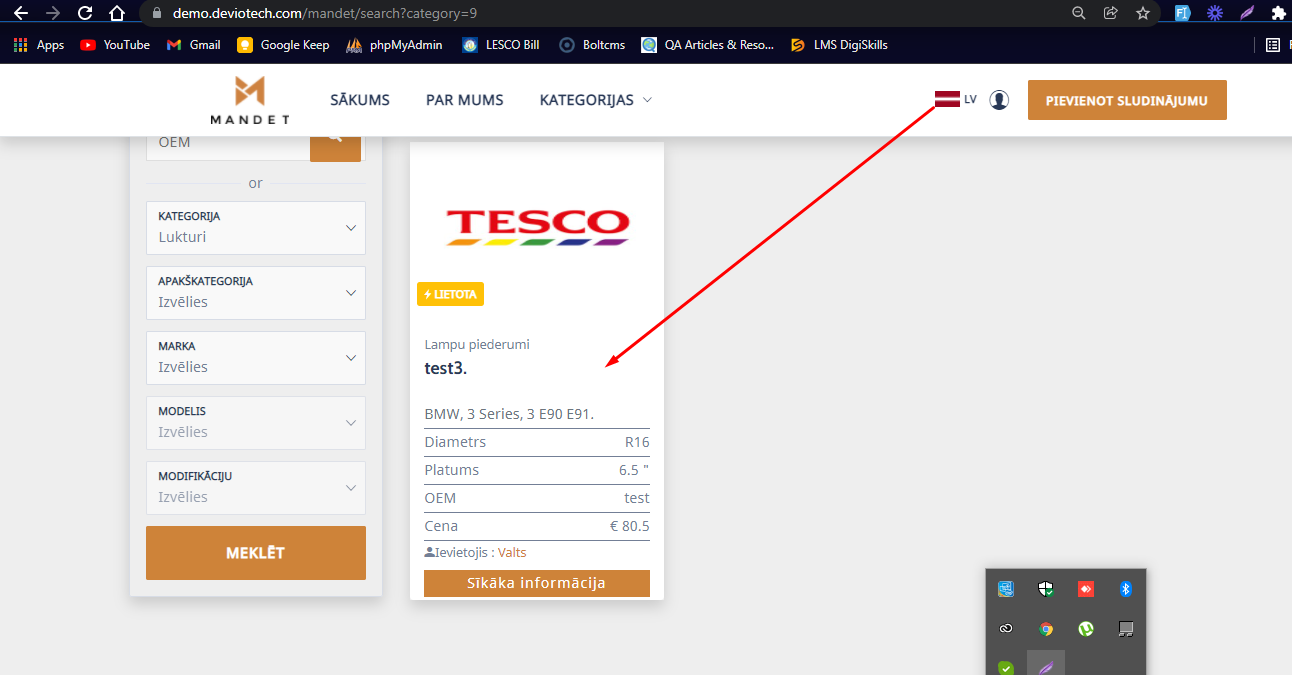 demo.deviotech.com/mandet/search?category=9
Apps YouTube Gmail Google Keep phpMyAdmin LESCO Bill Boltcms QA Articles & Reso... LMS DigiSkills
MANDET
SĀKUMS PAR MUMS KATEGORIJAS
LV
PIEVIENOT SLUDINĀJUMU
OEM
or
KATEGORIJA
Lukturi
APAKŠKATEGORIJA
Izvēlies
MARKA
Izvēlies
MODELIS
Izvēlies
MODIFIKĀCIJU
Izvēlies
MEKLĒT
TESCO
LIETOTA
Lampu piederumi
test3.
BMW, 3 Series, 3 E90 E91.
Diametrs R16
Platums 6.5 "
OEM test
Cena € 80.5
Ievietojis : Valts
Sīkāka informācija